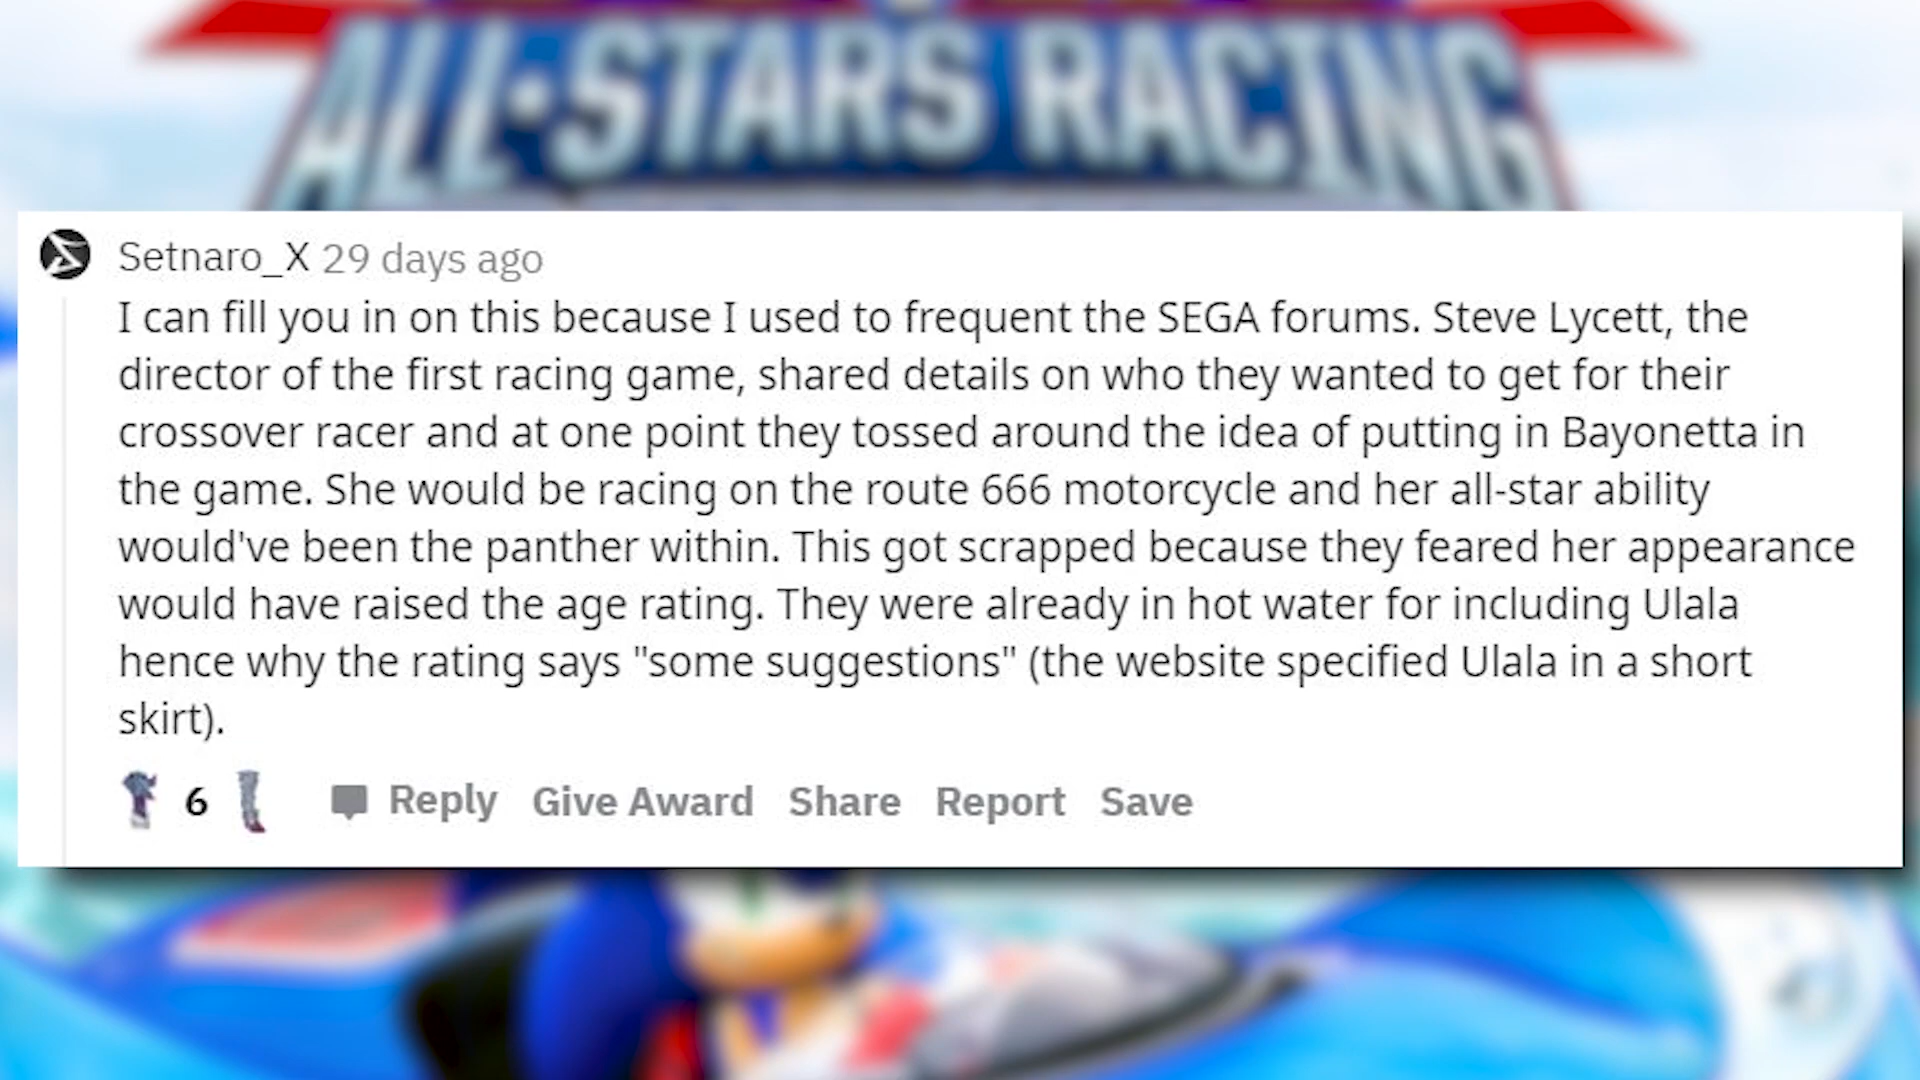 ALL•STARS RACING
Setnaro_X 29 days ago
I can fill you in on this because I used to frequent the SEGA forums. Steve Lycett, the
director of the first racing game, shared details on who they wanted to get for their
crossover racer and at one point they tossed around the idea of putting in Bayonetta in
the game. She would be racing on the route 666 motorcycle and her all-star ability
would've been the panther within. This got scrapped because they feared her appearance
would have raised the age rating. They were already in hot water for including Ulala
hence why the rating says "some suggestions" (the website specified Ulala in a short
skirt).
6 Reply Give Award Share Report Save